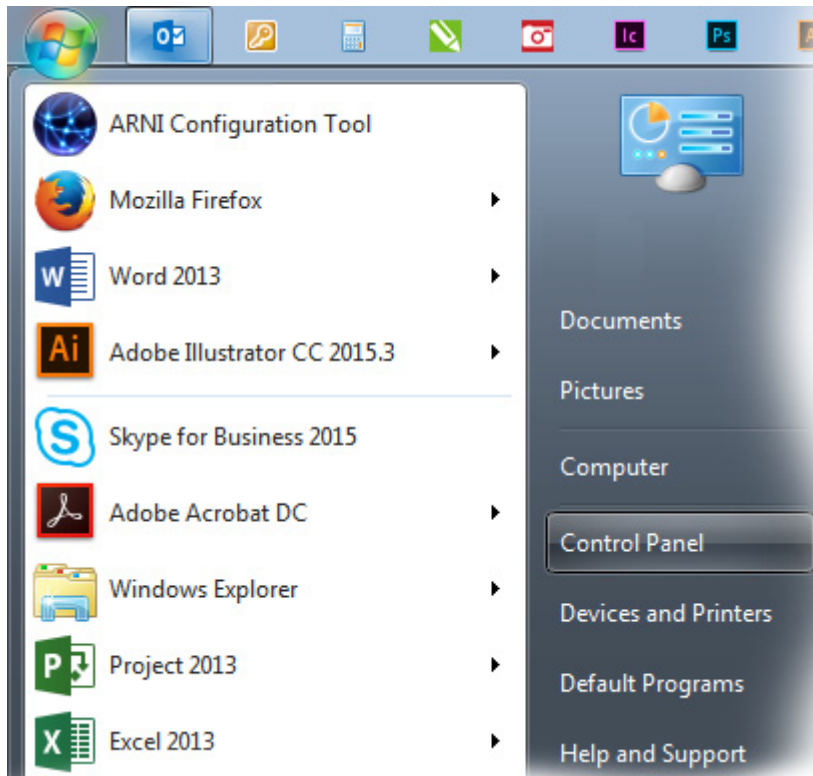 Ic
Ps
ARNI Configuration Tool
Mozilla Firefox
Word 2013
Adobe Illustrator CC 2015.3
Skype for Business 2015
Adobe Acrobat DC
Windows Explorer
Project 2013
Excel 2013
Documents
Pictures
Computer
Control Panel
Devices and Printers
Default Programs
Help and Support